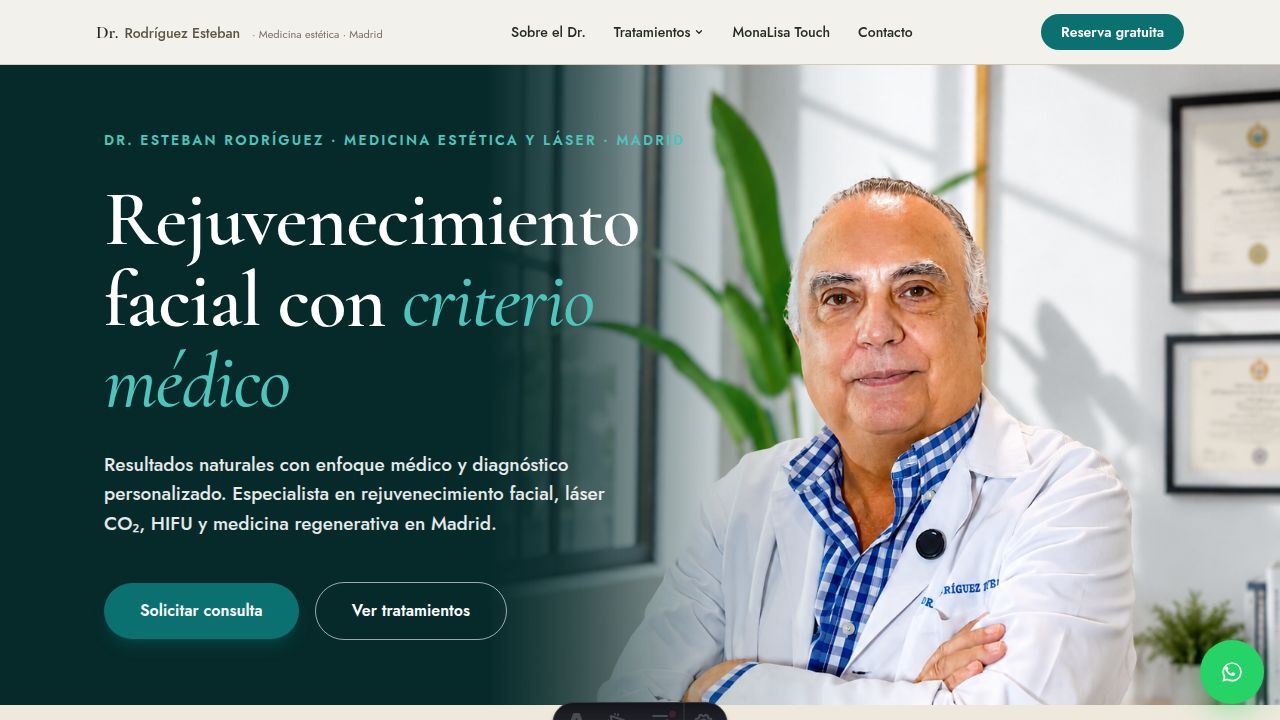 Dr. Rodríguez Esteban · Medicina estética · Madrid
Sobre el Dr.
Tratamientos
MonaLisa Touch
Contacto
Reserva gratuita
DR. ESTEBAN RODRÍGUEZ · MEDICINA ESTÉTICA Y LÁSER · MADRID
Rejuvenecimiento
facial con criterio
médico
Resultados naturales con enfoque médico y diagnóstico
personalizado. Especialista en rejuvenecimiento facial, láser
CO₂, HIFU y medicina regenerativa en Madrid.
Solicitar consulta
Ver tratamientos